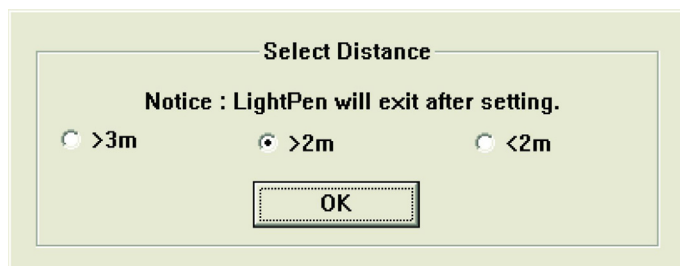 Select Distance
Notice : LightPen will exit after setting.
>3m >2m <2m
OK